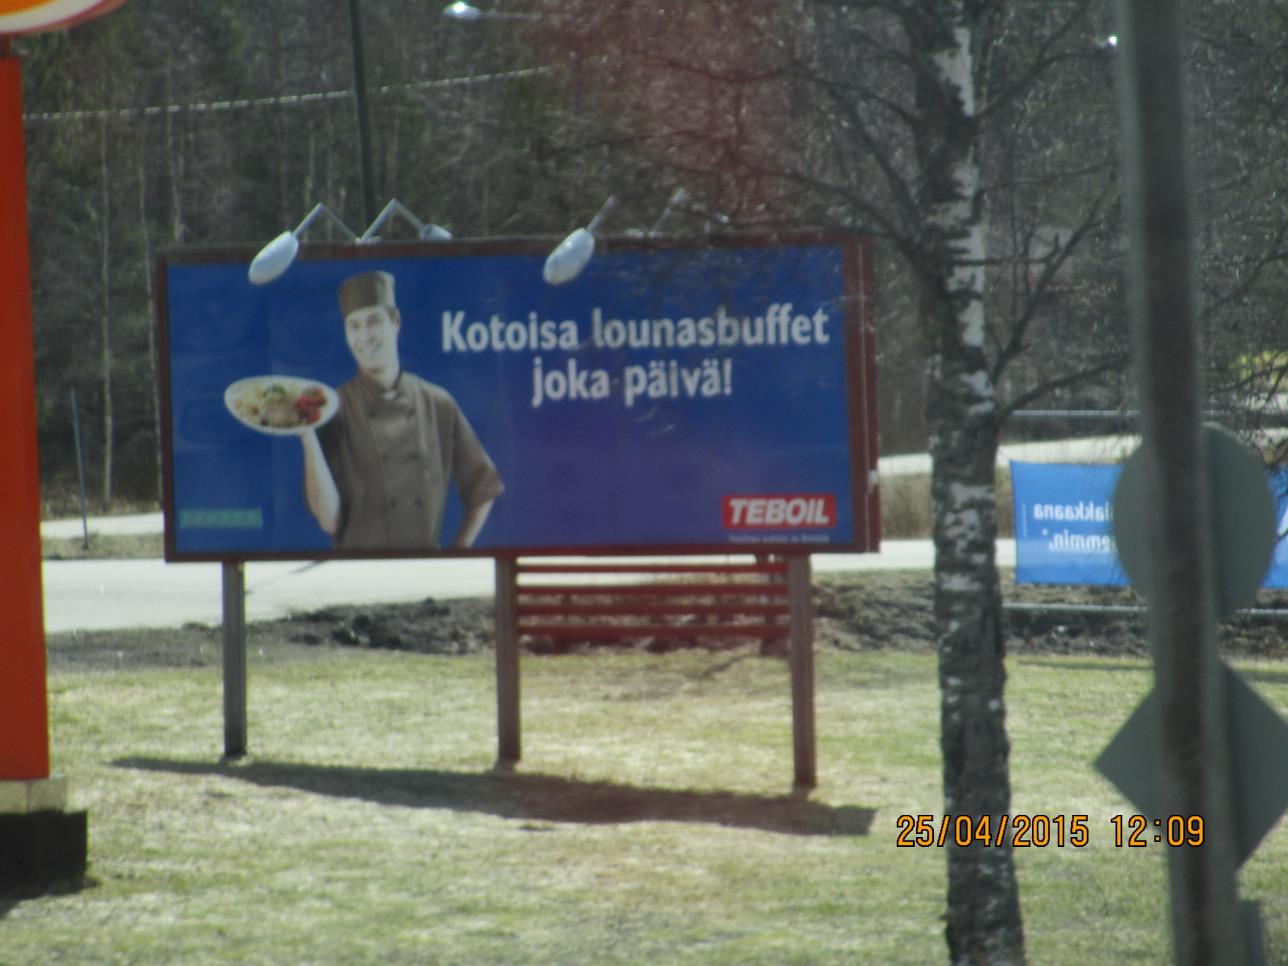 Kotoisa lounasbuffet
joka päivä!
TEBOIL
25/04/2015 12:09